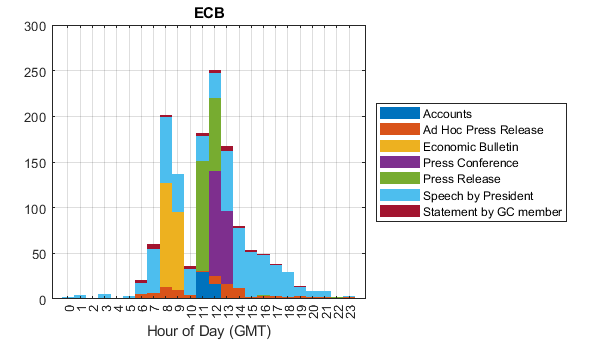 ECB
300
250
200
150
100
50
0
0 1 2 3 4 5 6 7 8 9 10 11 12 13 14 15 16 17 18 19 20 21 22 23
Hour of Day (GMT)
Accounts
Ad Hoc Press Release
Economic Bulletin
Press Conference
Press Release
Speech by President
Statement by GC member